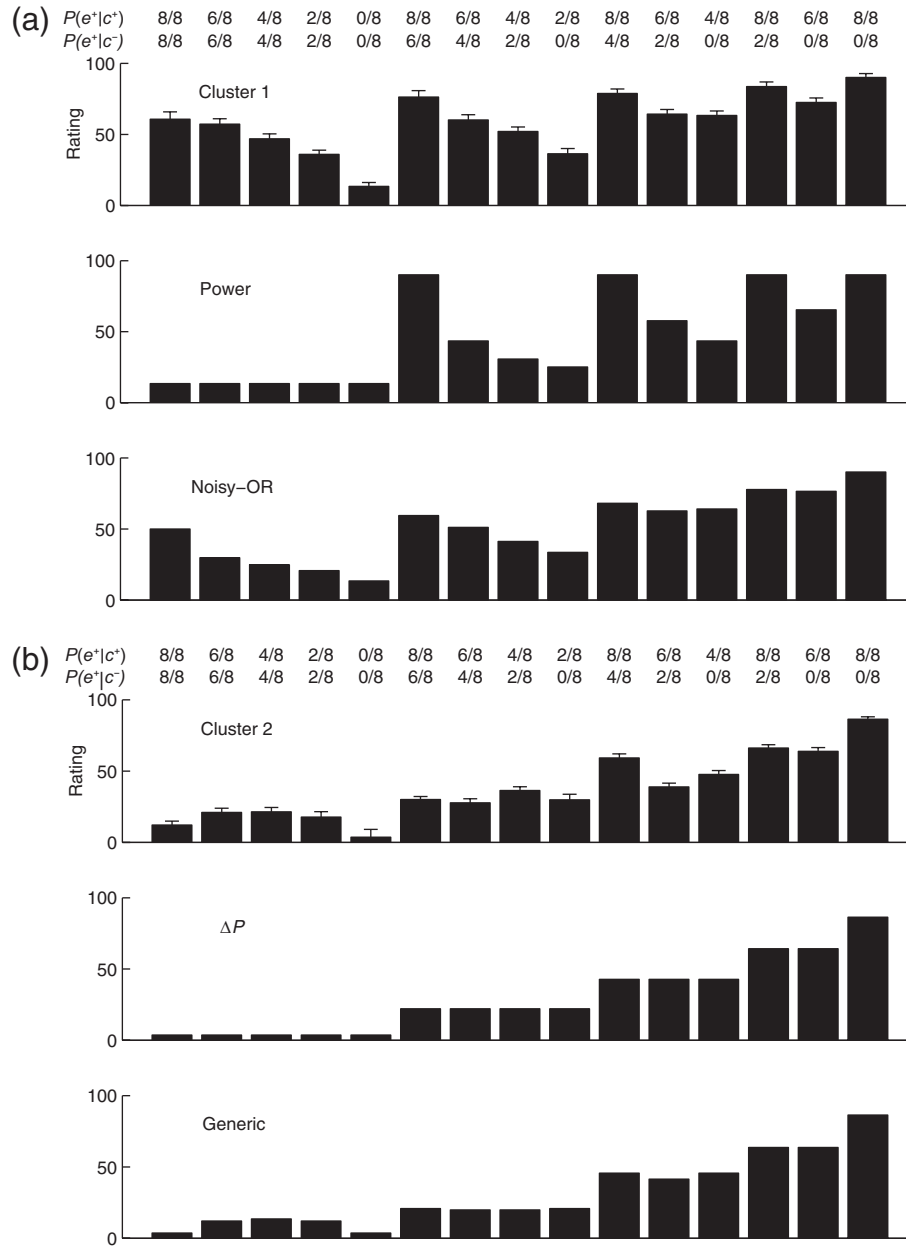 (a)
P(e⁺|c⁺) 8/8 6/8 4/8 2/8 0/8 8/8 6/8 4/8 2/8 8/8 6/8 4/8 8/8 6/8 8/8
P(e⁺|c⁻) 8/8 6/8 4/8 2/8 0/8 6/8 4/8 2/8 0/8 4/8 2/8 0/8 2/8 0/8 0/8
100
Cluster 1
Rating
50
0
100
Power
50
0
100
Noisy−OR
50
0
(b)
P(e⁺|c⁺) 8/8 6/8 4/8 2/8 0/8 8/8 6/8 4/8 2/8 8/8 6/8 4/8 8/8 6/8 8/8
P(e⁺|c⁻) 8/8 6/8 4/8 2/8 0/8 6/8 4/8 2/8 0/8 4/8 2/8 0/8 2/8 0/8 0/8
100
Cluster 2
Rating
50
0
100
ΔP
50
0
100
Generic
50
0